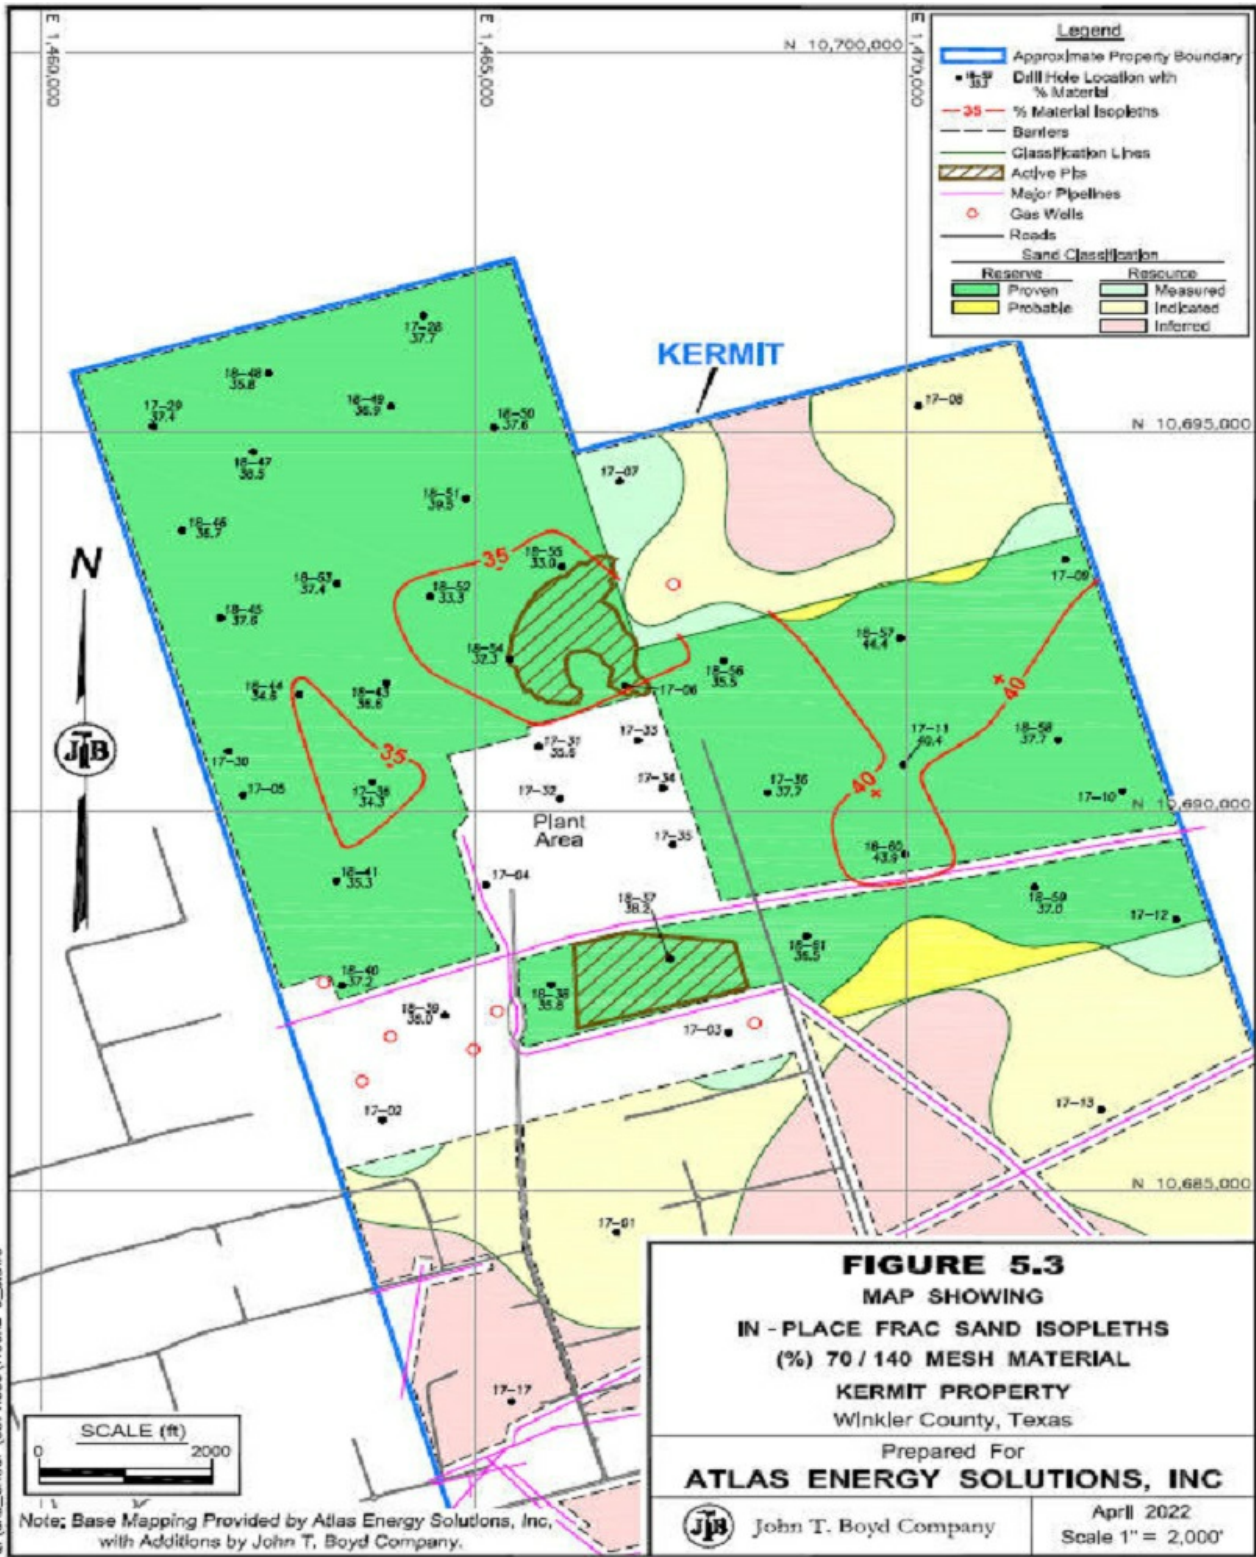 E 1,460,000
E 1,465,000
N 10,700,000
E 1,470,000
Legend
Approximate Property Boundary
Drill Hole Location with
% Material
35 % Material Isopleths
Barriers
Classification Lines
Active Pits
Major Pipelines
Gas Wells
Roads
Sand Classification
Reserve Resource
Proven Measured
Probable Indicated
Inferred
17-28
37.7
KERMIT
18-48
35.8
17-29
37.4
18-49
36.9
18-50
37.6
17-08
N 10,695,000
18-47
17-07
18-51
39.5
18-46
N
35
18-55
33.0
18-53
37.4
18-52
33.3
17-09
18-45
37.6
18-57
44.4
18-54
32.3
18-56
35.5
18-44
34.6
18-43
17-06
40
17-33
17-11
40.4
18-58
37.7
17-30
35
17-31
35.6
JTB
17-05
17-34
40
17-36
37.7
17-10
34.3
17-32
N 10,690,000
Plant
Area
17-35
18-60
43.9
18-41
35.3
17-04
18-37
38.2
18-59
37.0
17-12
18-61
36.5
18-40
37.2
18-38
35.8
18-39
17-03
17-02
17-13
N 10,685,000
17-01
17-17
SCALE (ft)
0 2000
Note: Base Mapping Provided by Atlas Energy Solutions, Inc,
with Additions by John T. Boyd Company.
FIGURE 5.3
MAP SHOWING
IN - PLACE FRAC SAND ISOPLETHS
(%) 70 / 140 MESH MATERIAL
KERMIT PROPERTY
Winkler County, Texas
Prepared For
ATLAS ENERGY SOLUTIONS, INC
JTB John T. Boyd Company
April 2022
Scale 1" = 2,000'